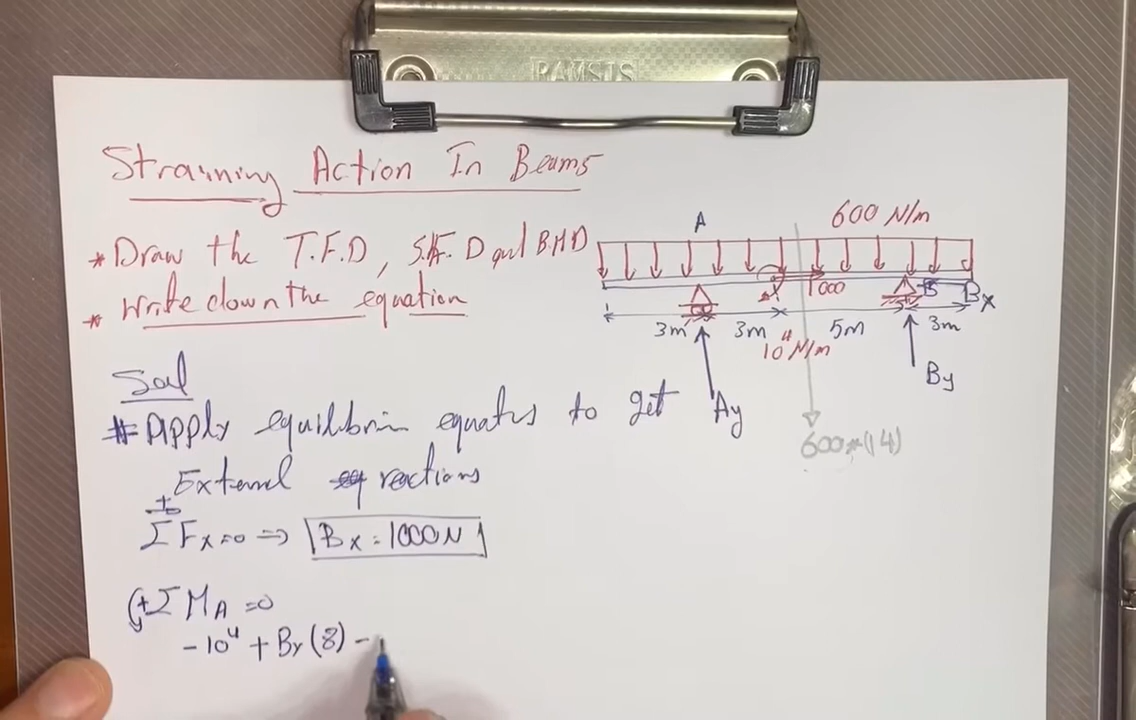 RAMSIS
Straining Action In Beams
* Draw the T.F.D, S.F.D and B.M.D
* Write down the equation
A
600 N/m
1000
B
Bx
3m 3m 5m 3m
10⁴ N/m
Ay
By
600*(14)
Sol
# Apply equilibrium equatus to get
External reactions
+
ΣFx=0 => Bx = 1000N
(+ΣMA=0
-10⁴ + By(8) -